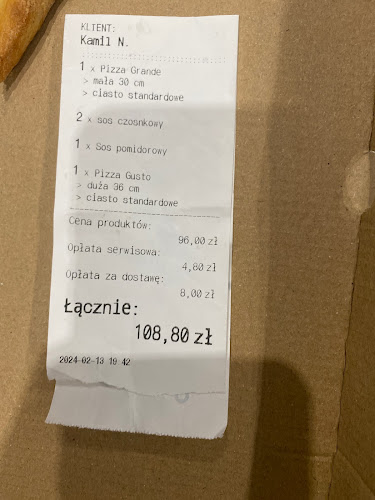 KLIENT:
Kamil N.
1 x Pizza Grande
> mała 30 cm
> ciasto standardowe
2 x sos czosnkowy
1 x Sos pomidorowy
1 x Pizza Gusto
> duża 36 cm
> ciasto standardowe
Cena produktów:
96,00 zł
Opłata serwisowa:
4,80 zł
Opłata za dostawę:
8,00 zł
Łącznie:
108,80 zł
2024-02-13 19:42